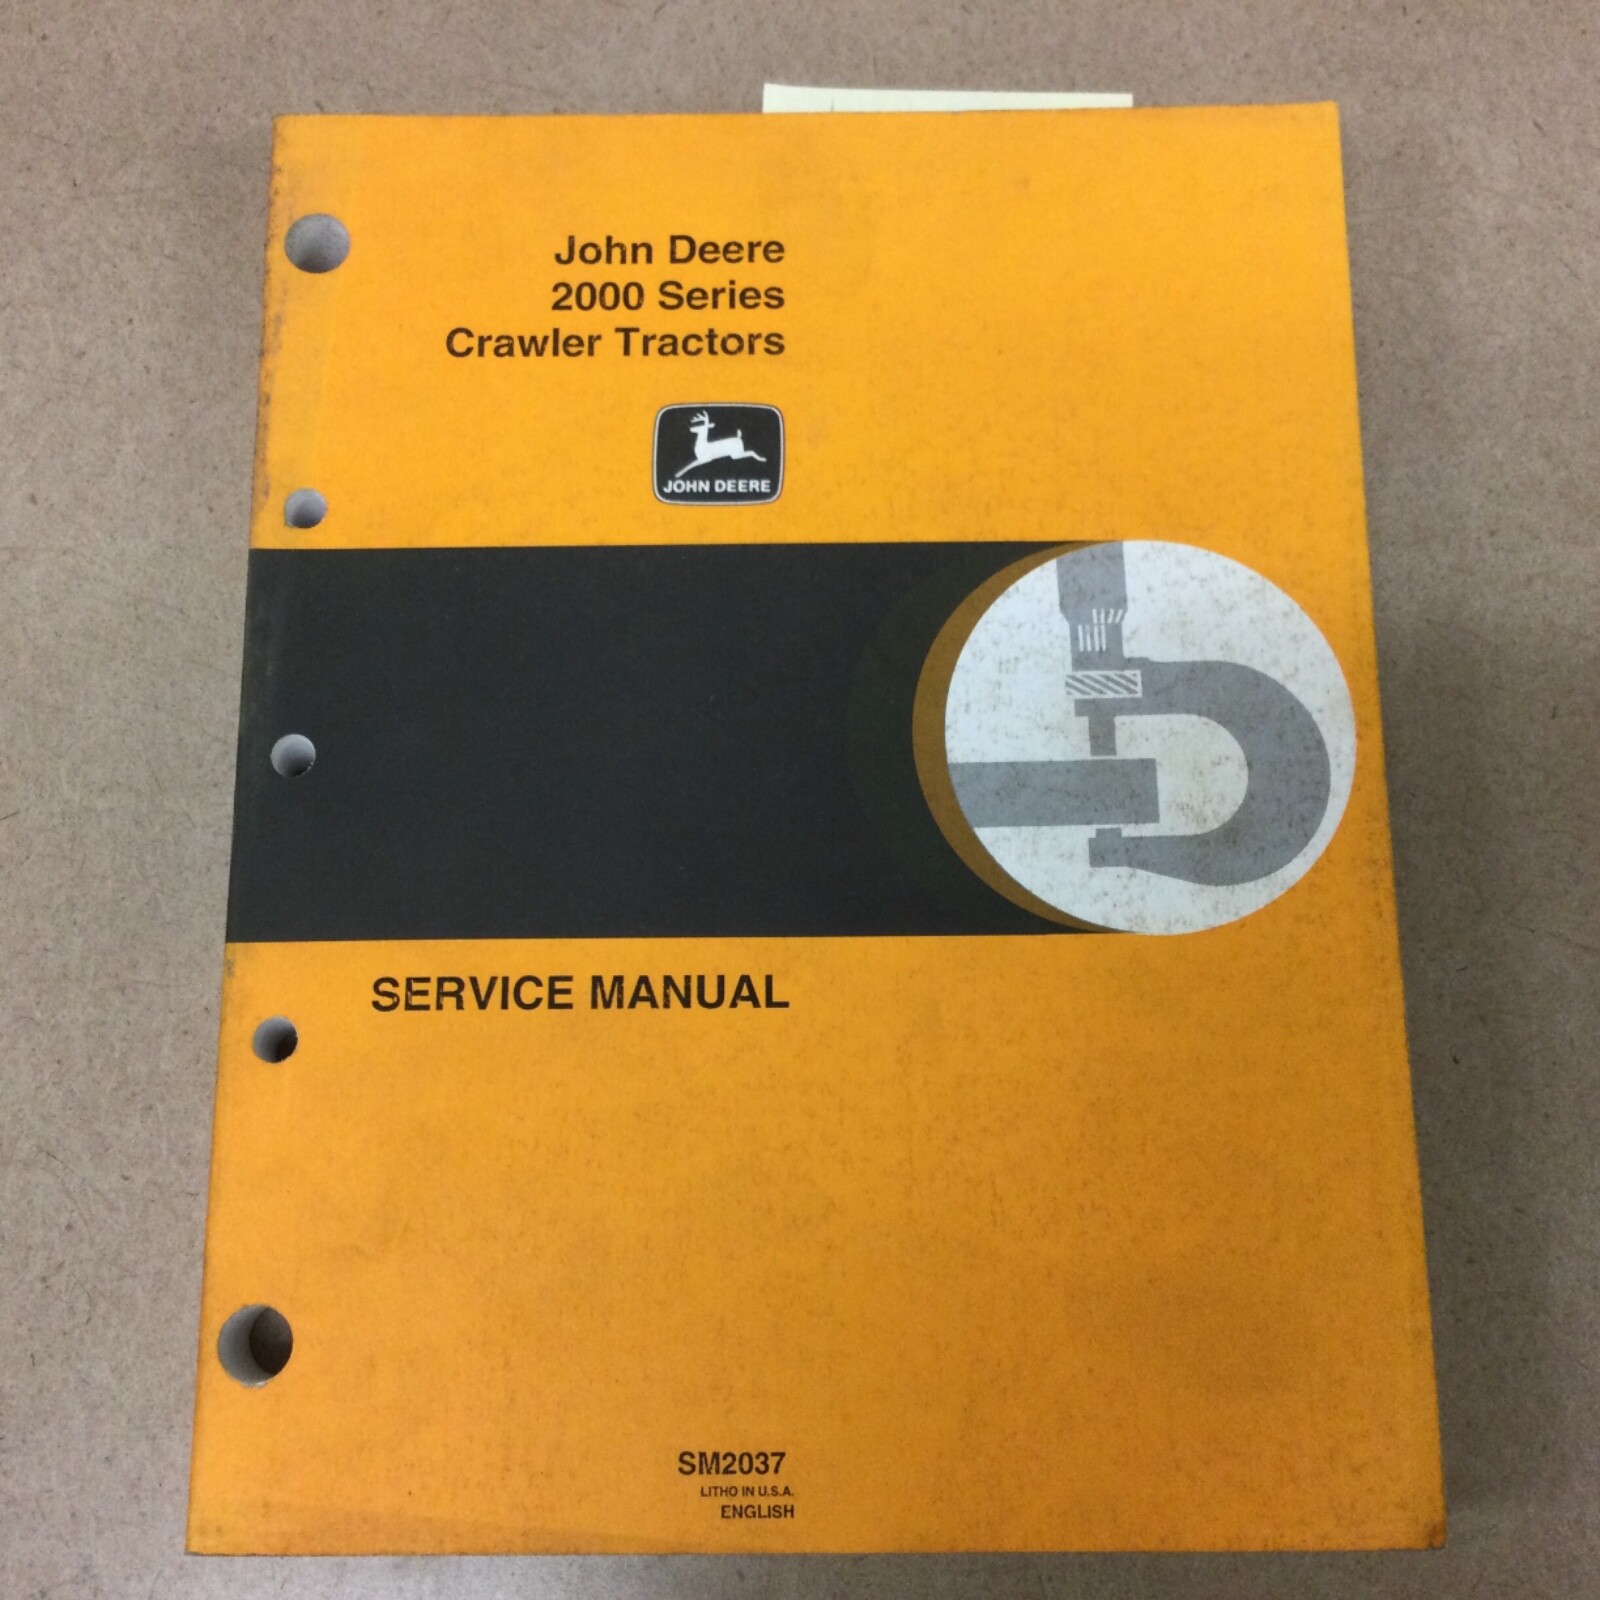 John Deere
2000 Series
Crawler Tractors
JOHN DEERE
SERVICE MANUAL
SM2037
LITHO IN U.S.A.
ENGLISH